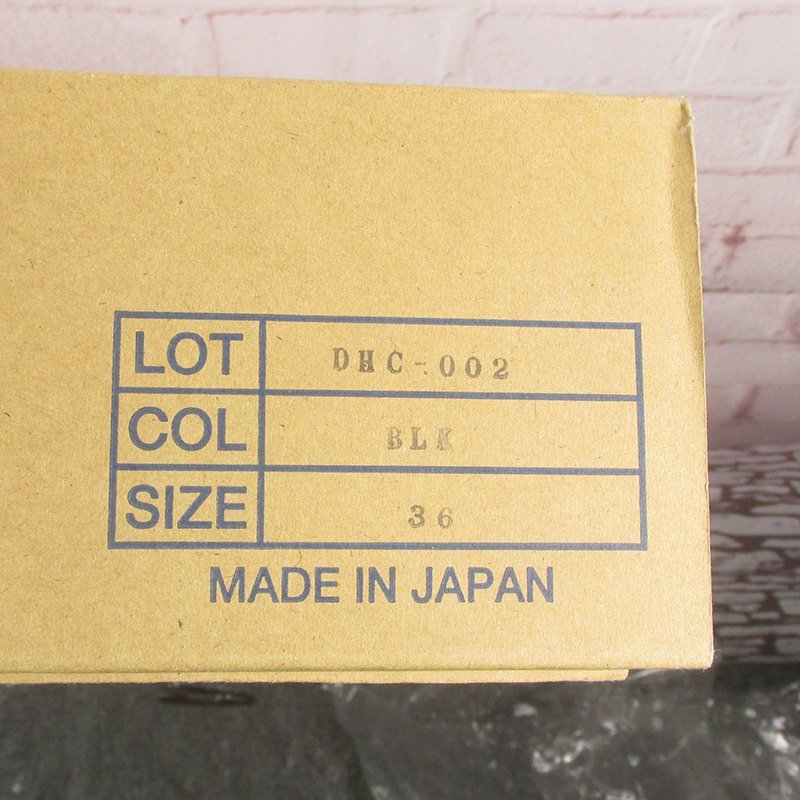 LOT DHC-002
COL BLK
SIZE 36
MADE IN JAPAN